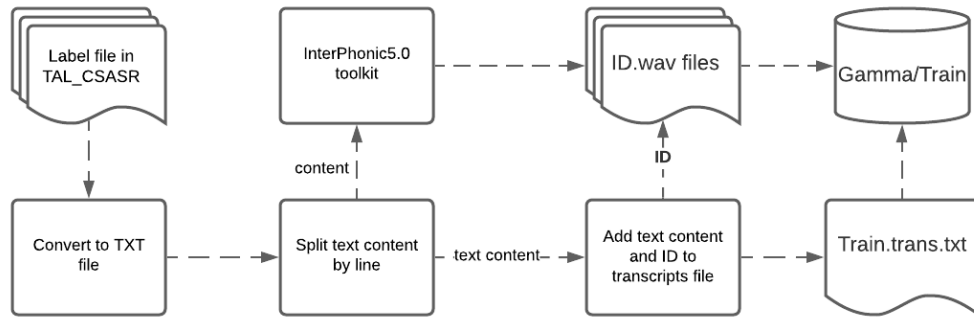 Label file in
TAL_CSASR
InterPhonic5.0
toolkit
ID.wav files
Gamma/Train
content
ID
Convert to TXT
file
Split text content
by line
text content
Add text content
and ID to
transcripts file
Train.trans.txt